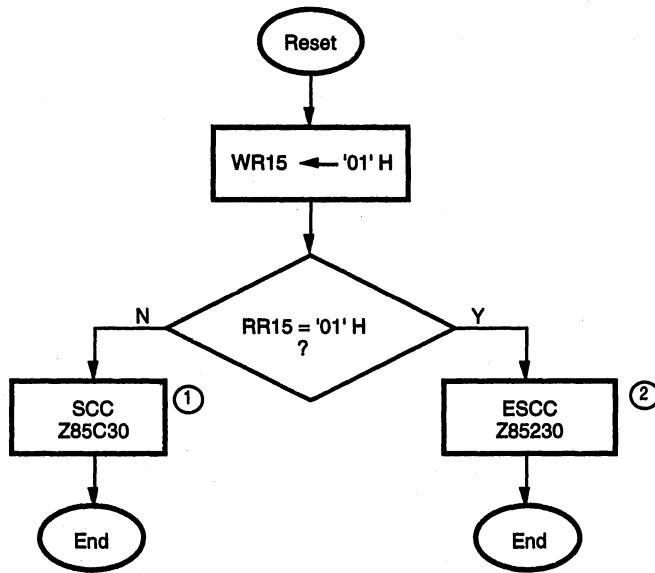 Reset
WR15 ← '01' H
N
RR15 = '01' H
?
Y
SCC
Z85C30
①
ESCC
Z85230
②
End
End